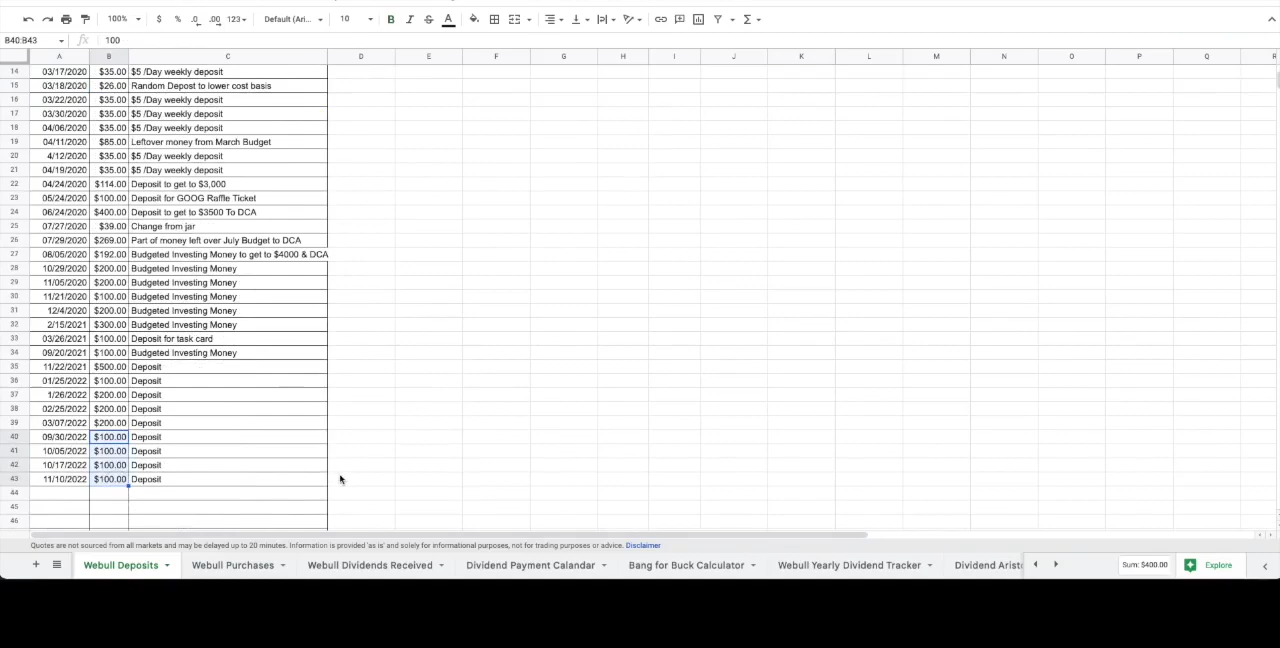 100% $ % .0 .00 123 Default (Ari... 10 B I S A
B40:B43 fx 100
A B C D E F G H I J K L M N O P Q R
14 03/17/2020 $35.00 $5 /Day weekly deposit
15 03/18/2020 $26.00 Random Depost to lower cost basis
16 03/22/2020 $35.00 $5 /Day weekly deposit
17 03/30/2020 $35.00 $5 /Day weekly deposit
18 04/06/2020 $35.00 $5 /Day weekly deposit
19 04/11/2020 $85.00 Leftover money from March Budget
20 4/12/2020 $35.00 $5 /Day weekly deposit
21 04/19/2020 $35.00 $5 /Day weekly deposit
22 04/24/2020 $114.00 Deposit to get to $3,000
23 05/24/2020 $100.00 Deposit for GOOG Raffle Ticket
24 06/24/2020 $400.00 Deposit to get to $3500 To DCA
25 07/27/2020 $39.00 Change from jar
26 07/29/2020 $269.00 Part of money left over July Budget to DCA
27 08/05/2020 $192.00 Budgeted Investing Money to get to $4000 & DCA
28 10/29/2020 $200.00 Budgeted Investing Money
29 11/05/2020 $200.00 Budgeted Investing Money
30 11/21/2020 $100.00 Budgeted Investing Money
31 12/4/2020 $200.00 Budgeted Investing Money
32 2/15/2021 $300.00 Budgeted Investing Money
33 03/26/2021 $100.00 Deposit for task card
34 09/20/2021 $100.00 Budgeted Investing Money
35 11/22/2021 $500.00 Deposit
36 01/25/2022 $100.00 Deposit
37 1/26/2022 $200.00 Deposit
38 02/25/2022 $200.00 Deposit
39 03/07/2022 $200.00 Deposit
40 09/30/2022 $100.00 Deposit
41 10/05/2022 $100.00 Deposit
42 10/17/2022 $100.00 Deposit
43 11/10/2022 $100.00 Deposit
44
45
46
Quotes are not sourced from all markets and may be delayed up to 20 minutes. Information is provided 'as is' and solely for informational purposes, not for trading purposes or advice. Disclaimer
Webull Deposits Webull Purchases Webull Dividends Received Dividend Payment Calandar Bang for Buck Calculator Webull Yearly Dividend Tracker Dividend Aristo Sum: $400.00 Explore